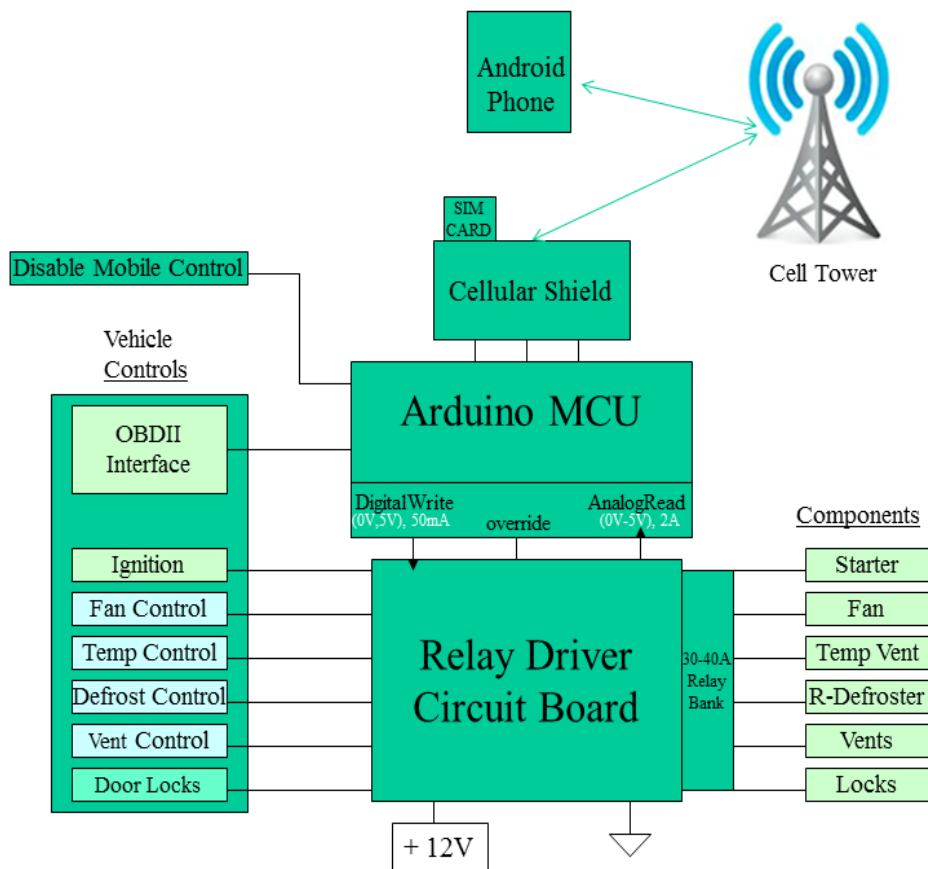 Android
Phone
SIM
CARD
Cell Tower
Disable Mobile Control
Cellular Shield
Vehicle
Controls
Arduino MCU
OBDII
Interface
DigitalWrite
(0V,5V), 50mA
override
AnalogRead
(0V-5V), 2A
Components
Ignition
Fan Control
Temp Control
Defrost Control
Vent Control
Door Locks
Relay Driver
Circuit Board
30-40A
Relay
Bank
Starter
Fan
Temp Vent
R-Defroster
Vents
Locks
+ 12V